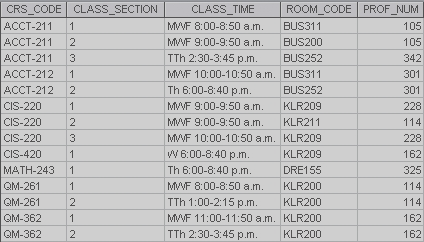 CRS_CODE CLASS_SECTION CLASS_TIME ROOM_CODE PROF_NUM
ACCT-211 1 MWF 8:00-8:50 a.m. BUS311 105
ACCT-211 2 MWF 9:00-9:50 a.m. BUS200 105
ACCT-211 3 TTh 2:30-3:45 p.m. BUS252 342
ACCT-212 1 MWF 10:00-10:50 a.m. BUS311 301
ACCT-212 2 Th 6:00-8:40 p.m. BUS252 301
CIS-220 1 MWF 9:00-9:50 a.m. KLR209 228
CIS-220 2 MWF 9:00-9:50 a.m. KLR211 114
CIS-220 3 MWF 10:00-10:50 a.m. KLR209 228
CIS-420 1 W 6:00-8:40 p.m. KLR209 162
MATH-243 1 Th 6:00-8:40 p.m. DRE155 325
QM-261 1 MWF 8:00-8:50 a.m. KLR200 114
QM-261 2 TTh 1:00-2:15 p.m. KLR200 114
QM-362 1 MWF 11:00-11:50 a.m. KLR200 162
QM-362 2 TTh 2:30-3:45 p.m. KLR200 162